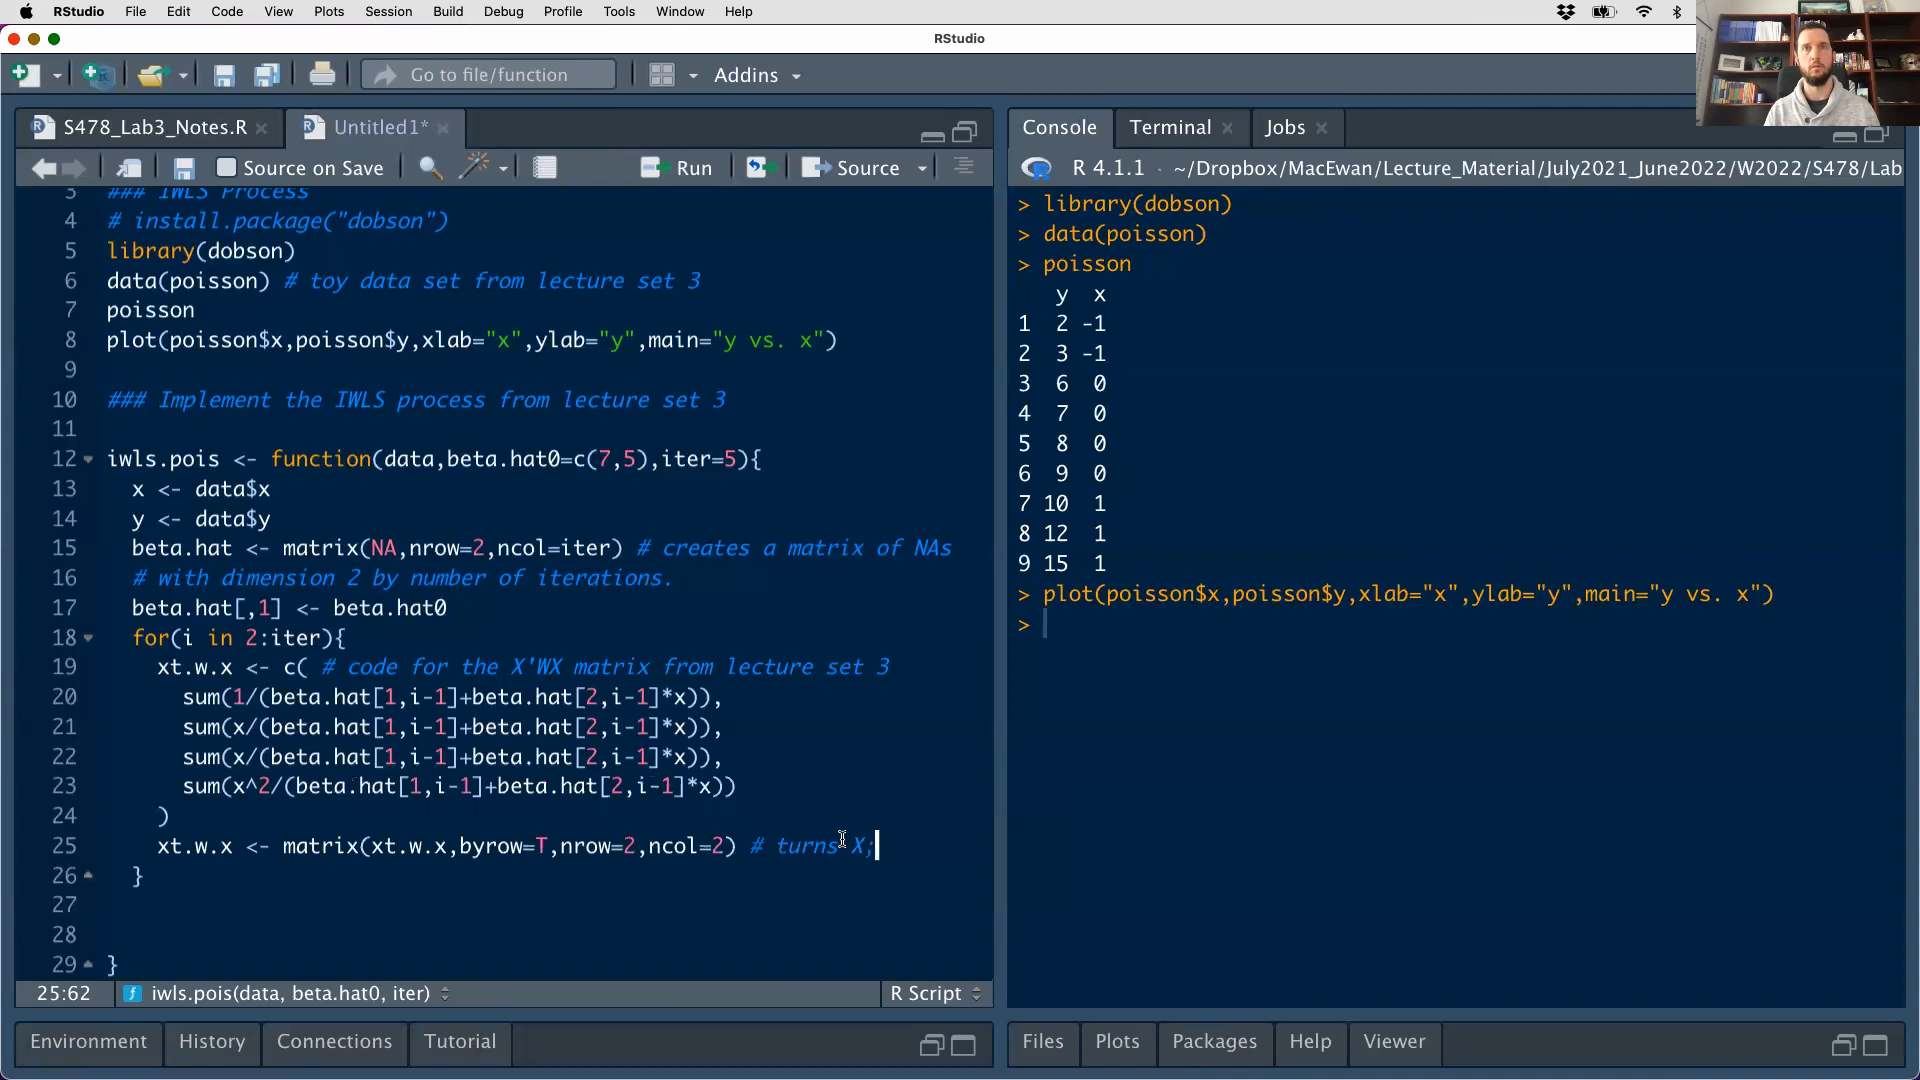 RStudio File Edit Code View Plots Session Build Debug Profile Tools Window Help
RStudio
Go to file/function
Addins
S478_Lab3_Notes.R
Untitled1*
Source on Save
Run
Source
3 ### IWLS Process
4 # install.package("dobson")
5 library(dobson)
6 data(poisson) # toy data set from lecture set 3
7 poisson
8 plot(poisson$x,poisson$y,xlab="x",ylab="y",main="y vs. x")
9
10 ### Implement the IWLS process from lecture set 3
11
12 iwls.pois <- function(data,beta.hat0=c(7,5),iter=5){
13 x <- data$x
14 y <- data$y
15 beta.hat <- matrix(NA,nrow=2,ncol=iter) # creates a matrix of NAs
16 # with dimension 2 by number of iterations.
17 beta.hat[,1] <- beta.hat0
18 for(i in 2:iter){
19 xt.w.x <- c( # code for the X'WX matrix from lecture set 3
20 sum(1/(beta.hat[1,i-1]+beta.hat[2,i-1]*x)),
21 sum(x/(beta.hat[1,i-1]+beta.hat[2,i-1]*x)),
22 sum(x/(beta.hat[1,i-1]+beta.hat[2,i-1]*x)),
23 sum(x^2/(beta.hat[1,i-1]+beta.hat[2,i-1]*x))
24 )
25 xt.w.x <- matrix(xt.w.x,byrow=T,nrow=2,ncol=2) # turns X;
26 }
27
28
29 }
25:62 iwls.pois(data, beta.hat0, iter) R Script
Environment History Connections Tutorial
Console Terminal Jobs
R 4.1.1 · ~/Dropbox/MacEwan/Lecture_Material/July2021_June2022/W2022/S478/Lab
> library(dobson)
> data(poisson)
> poisson
y x
1 2 -1
2 3 -1
3 6 0
4 7 0
5 8 0
6 9 0
7 10 1
8 12 1
9 15 1
> plot(poisson$x,poisson$y,xlab="x",ylab="y",main="y vs. x")
>
Files Plots Packages Help Viewer